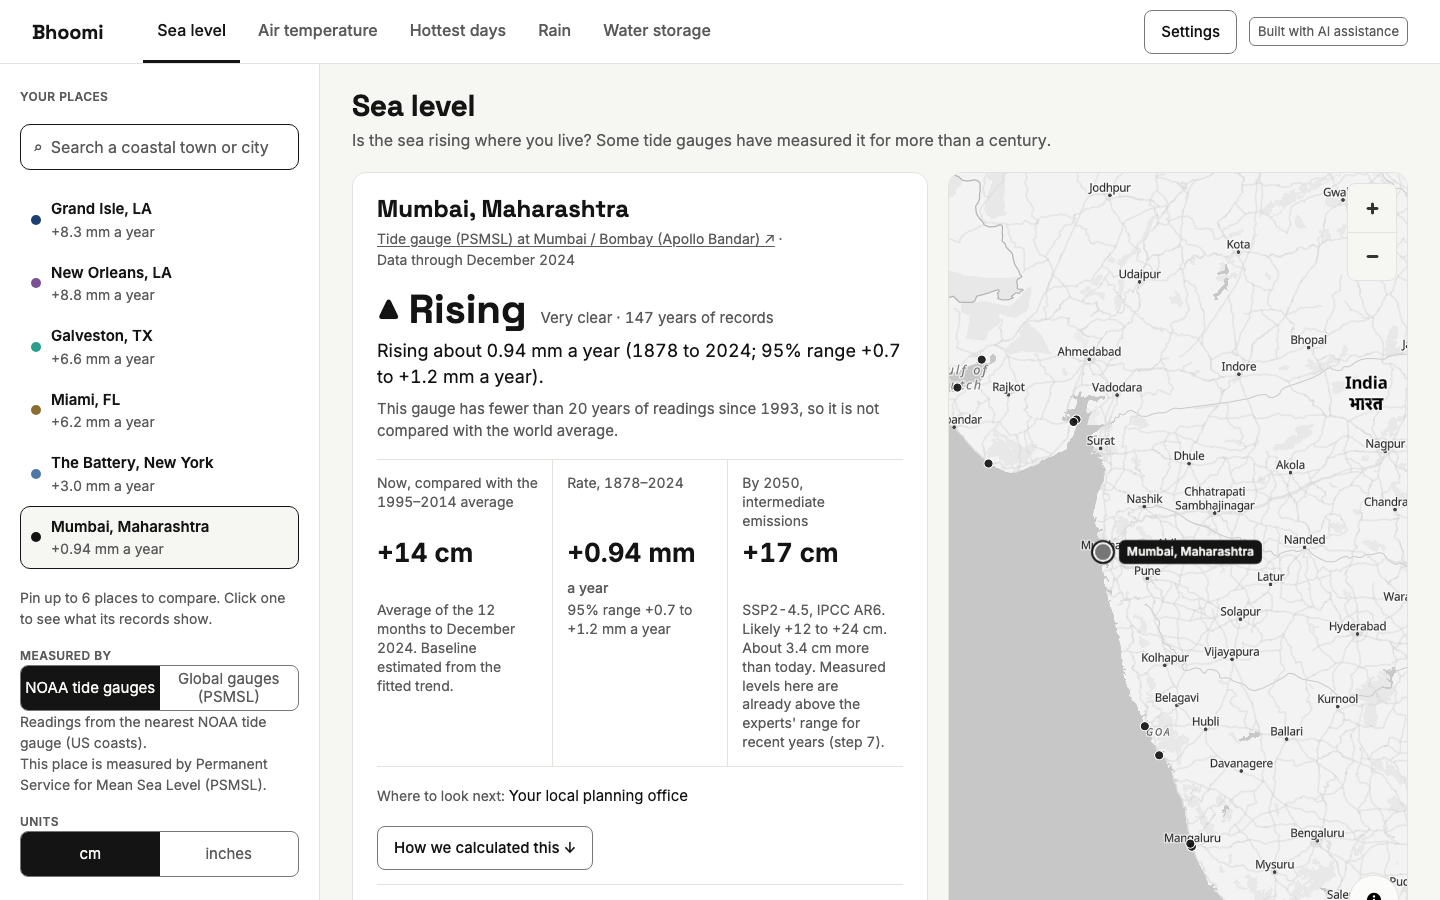 Bhoomi
Sea level
Air temperature
Hottest days
Rain
Water storage
Settings
Built with AI assistance
YOUR PLACES
Search a coastal town or city
Grand Isle, LA
+8.3 mm a year
New Orleans, LA
+8.8 mm a year
Galveston, TX
+6.6 mm a year
Miami, FL
+6.2 mm a year
The Battery, New York
+3.0 mm a year
Mumbai, Maharashtra
+0.94 mm a year
Pin up to 6 places to compare. Click one
to see what its records show.
MEASURED BY
NOAA tide gauges
Global gauges
(PSMSL)
Readings from the nearest NOAA tide
gauge (US coasts).
This place is measured by Permanent
Service for Mean Sea Level (PSMSL).
UNITS
cm
inches
Sea level
Is the sea rising where you live? Some tide gauges have measured it for more than a century.
Mumbai, Maharashtra
Tide gauge (PSMSL) at Mumbai / Bombay (Apollo Bandar) ↗ ·
Data through December 2024
▲ Rising
Very clear · 147 years of records
Rising about 0.94 mm a year (1878 to 2024; 95% range +0.7
to +1.2 mm a year).
This gauge has fewer than 20 years of readings since 1993, so it is not
compared with the world average.
Now, compared with the
1995–2014 average
+14 cm
Average of the 12
months to December
2024. Baseline
estimated from the
fitted trend.
Rate, 1878–2024
+0.94 mm
a year
95% range +0.7 to
+1.2 mm a year
By 2050,
intermediate
emissions
+17 cm
SSP2-4.5, IPCC AR6.
Likely +12 to +24 cm.
About 3.4 cm more
than today. Measured
levels here are
already above the
experts' range for
recent years (step 7).
Where to look next: Your local planning office
How we calculated this ↓
Jodhpur
+
−
Kota
Udaipur
Bhopal
Ahmedabad
Indore
India
भारत
Rajkot
Vadodara
Surat
Nagpur
Dhule
Akola
Nashik
Chhatrapati
Sambhajinagar
Nanded
Mumbai, Maharashtra
Pune
Latur
Solapur
Hyderabad
Kolhapur
Vijayapura
Belagavi
Kurnool
Hubli
GOA
Ballari
Davanagere
Mangaluru
Bengaluru
Mysuru